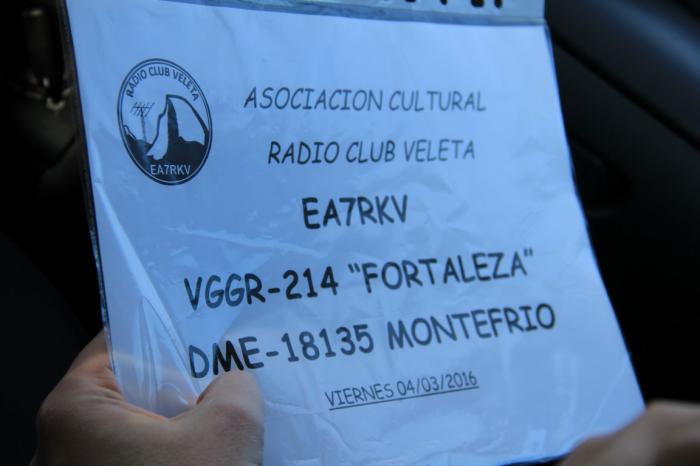 RADIO CLUB VELETA
EA7RKV
ASOCIACION CULTURAL
RADIO CLUB VELETA
EA7RKV
VGGR-214 "FORTALEZA"
DME-18135 MONTEFRIO
VIERNES 04/03/2016